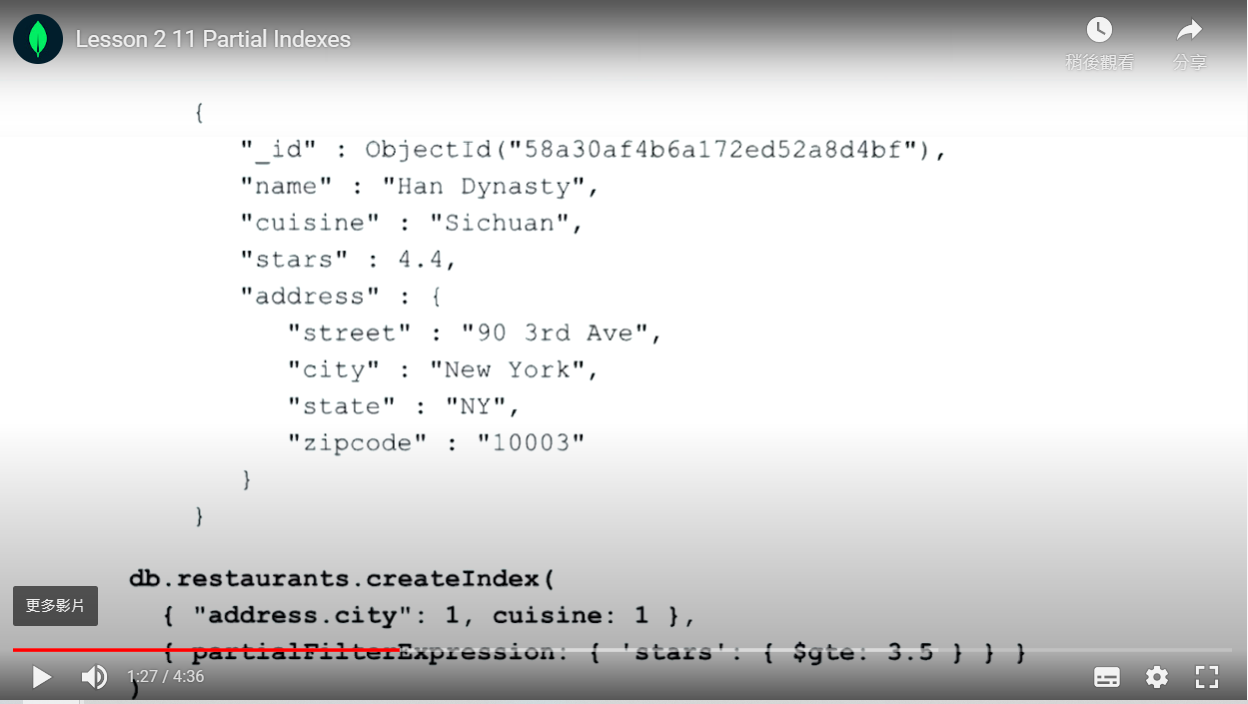 Lesson 2 11 Partial Indexes
稍後觀看
分享
{
"_id" : ObjectId("58a30af4b6a172ed52a8d4bf"),
"name" : "Han Dynasty",
"cuisine" : "Sichuan",
"stars" : 4.4,
"address" : {
"street" : "90 3rd Ave",
"city" : "New York",
"state" : "NY",
"zipcode" : "10003"
}
}
db.restaurants.createIndex(
更多影片
{ "address.city": 1, cuisine: 1 },
{ partialFilterExpression: { 'stars': { $gte: 3.5 } } }
1:27 / 4:36
)